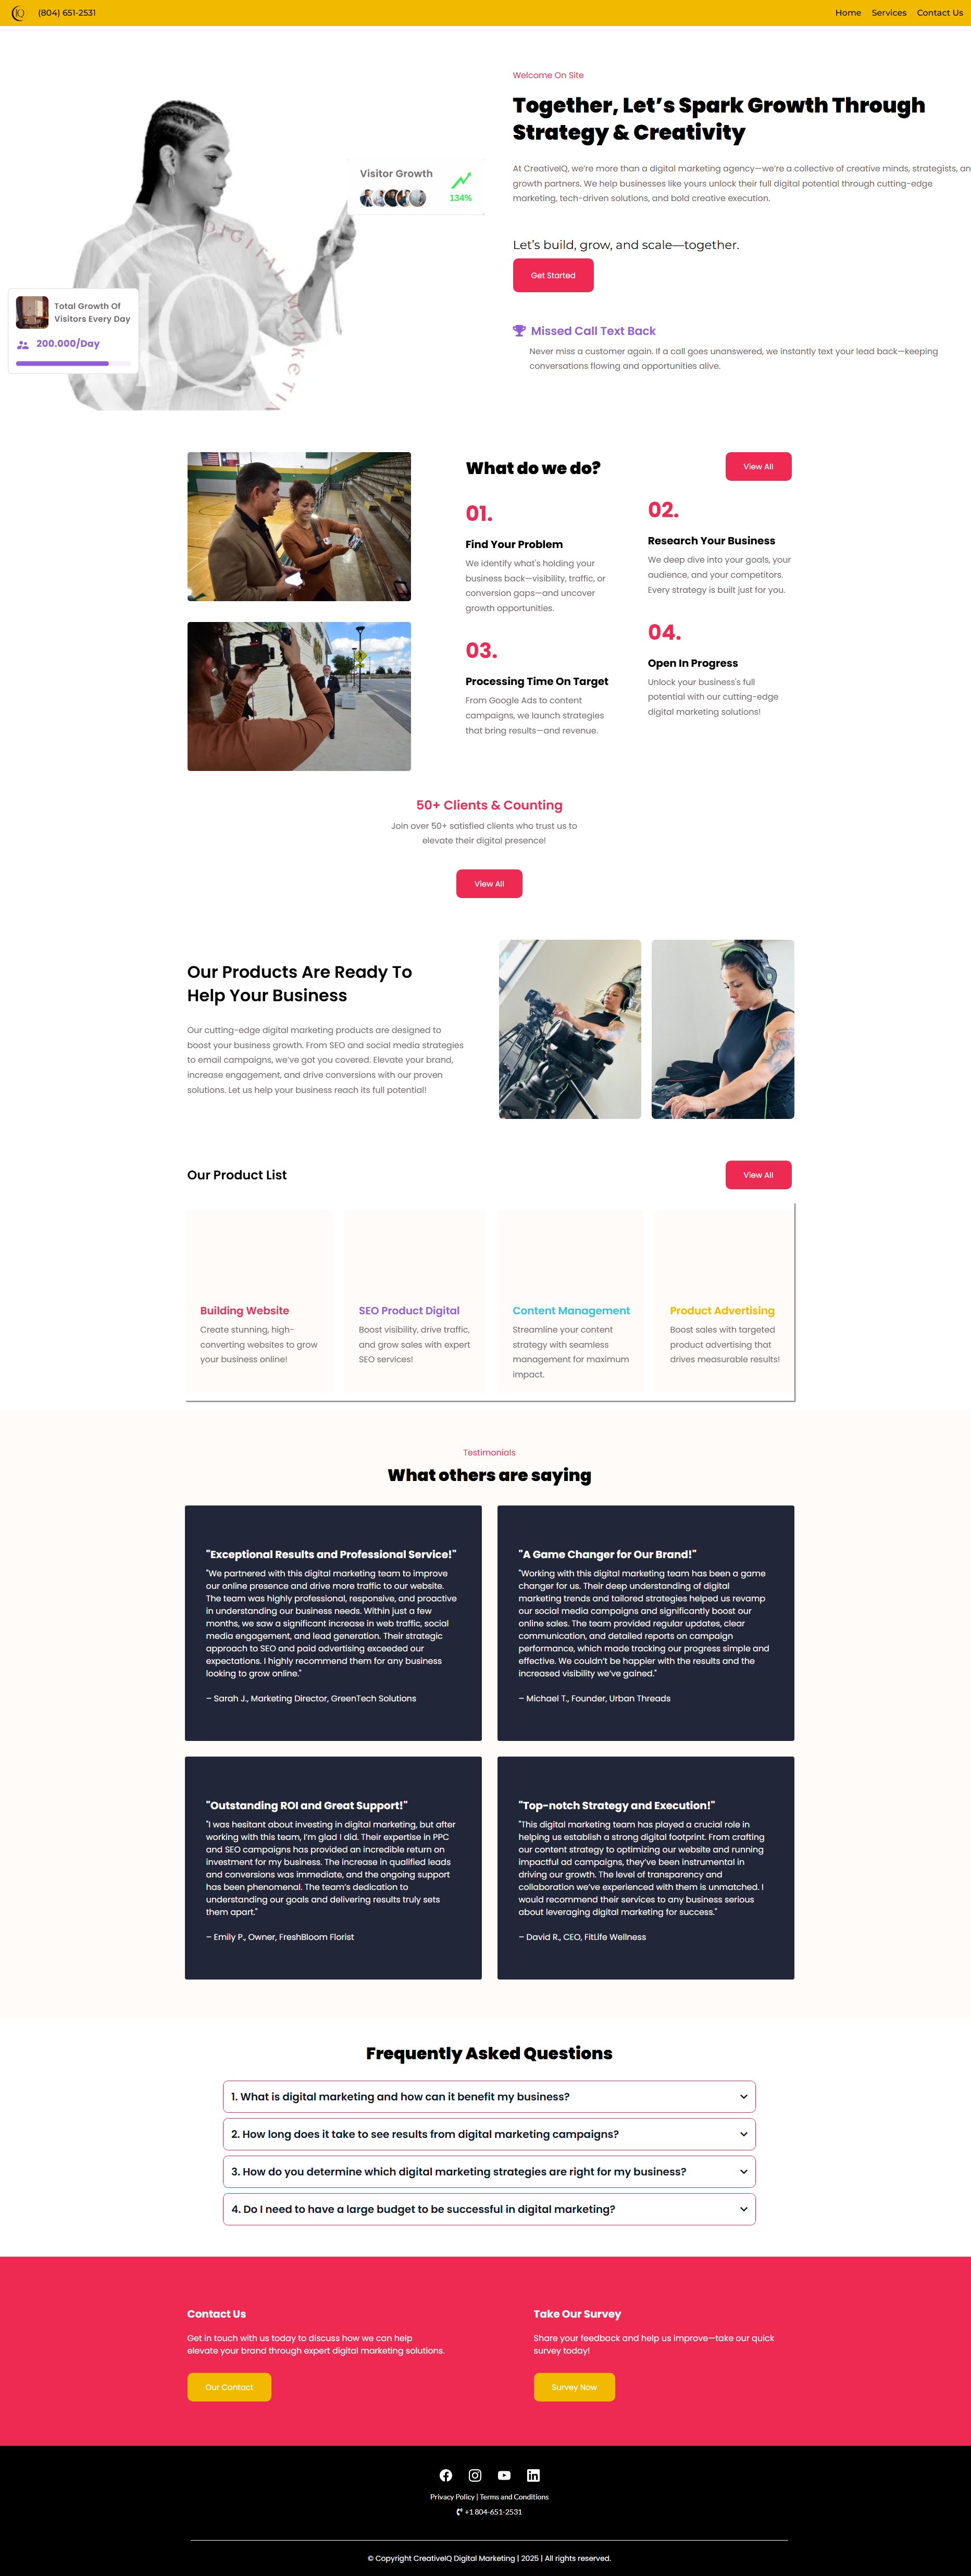 (804) 651-2531
Home Services Contact Us
Welcome On Site
Together, Let’s Spark Growth Through
Strategy & Creativity
At CreativeIQ, we’re more than a digital marketing agency—we’re a collective of creative minds, strategists, an
growth partners. We help businesses like yours unlock their full digital potential through cutting-edge
marketing, tech-driven solutions, and bold creative execution.
Let’s build, grow, and scale—together.
Get Started
Missed Call Text Back
Never miss a customer again. If a call goes unanswered, we instantly text your lead back—keeping
conversations flowing and opportunities alive.
Visitor Growth
134%
DIGITAL MARKETIN
Total Growth Of
Visitors Every Day
200.000/Day
What do we do?
View All
01.
Find Your Problem
We identify what's holding your
business back—visibility, traffic, or
conversion gaps—and uncover
growth opportunities.
02.
Research Your Business
We deep dive into your goals, your
audience, and your competitors.
Every strategy is built just for you.
03.
Processing Time On Target
From Google Ads to content
campaigns, we launch strategies
that bring results—and revenue.
04.
Open In Progress
Unlock your business's full
potential with our cutting-edge
digital marketing solutions!
50+ Clients & Counting
Join over 50+ satisfied clients who trust us to
elevate their digital presence!
View All
Our Products Are Ready To
Help Your Business
Our cutting-edge digital marketing products are designed to
boost your business growth. From SEO and social media strategies
to email campaigns, we’ve got you covered. Elevate your brand,
increase engagement, and drive conversions with our proven
solutions. Let us help your business reach its full potential!
Our Product List
View All
Building Website
Create stunning, high-
converting websites to grow
your business online!
SEO Product Digital
Boost visibility, drive traffic,
and grow sales with expert
SEO services!
Content Management
Streamline your content
strategy with seamless
management for maximum
impact.
Product Advertising
Boost sales with targeted
product advertising that
drives measurable results!
Testimonials
What others are saying
"Exceptional Results and Professional Service!"
"We partnered with this digital marketing team to improve
our online presence and drive more traffic to our website.
The team was highly professional, responsive, and proactive
in understanding our business needs. Within just a few
months, we saw a significant increase in web traffic, social
media engagement, and lead generation. Their strategic
approach to SEO and paid advertising exceeded our
expectations. I highly recommend them for any business
looking to grow online."
– Sarah J., Marketing Director, GreenTech Solutions
"A Game Changer for Our Brand!"
"Working with this digital marketing team has been a game
changer for us. Their deep understanding of digital
marketing trends and tailored strategies helped us revamp
our social media campaigns and significantly boost our
online sales. The team provided regular updates, clear
communication, and detailed reports on campaign
performance, which made tracking our progress simple and
effective. We couldn’t be happier with the results and the
increased visibility we’ve gained."
– Michael T., Founder, Urban Threads
"Outstanding ROI and Great Support!"
"I was hesitant about investing in digital marketing, but after
working with this team, I’m glad I did. Their expertise in PPC
and SEO campaigns has provided an incredible return on
investment for my business. The increase in qualified leads
and conversions was immediate, and the ongoing support
has been phenomenal. The team’s dedication to
understanding our goals and delivering results truly sets
them apart."
– Emily P., Owner, FreshBloom Florist
"Top-notch Strategy and Execution!"
"This digital marketing team has played a crucial role in
helping us establish a strong digital footprint. From crafting
our content strategy to optimizing our website and running
impactful ad campaigns, they’ve been instrumental in
driving our growth. The level of transparency and
collaboration we’ve experienced with them is unmatched. I
would recommend their services to any business serious
about leveraging digital marketing for success."
– David R., CEO, FitLife Wellness
Frequently Asked Questions
1. What is digital marketing and how can it benefit my business?
2. How long does it take to see results from digital marketing campaigns?
3. How do you determine which digital marketing strategies are right for my business?
4. Do I need to have a large budget to be successful in digital marketing?
Contact Us
Get in touch with us today to discuss how we can help
elevate your brand through expert digital marketing solutions.
Our Contact
Take Our Survey
Share your feedback and help us improve—take our quick
survey today!
Survey Now
Privacy Policy | Terms and Conditions
+1 804-651-2531
© Copyright CreativeIQ Digital Marketing | 2025 | All rights reserved.